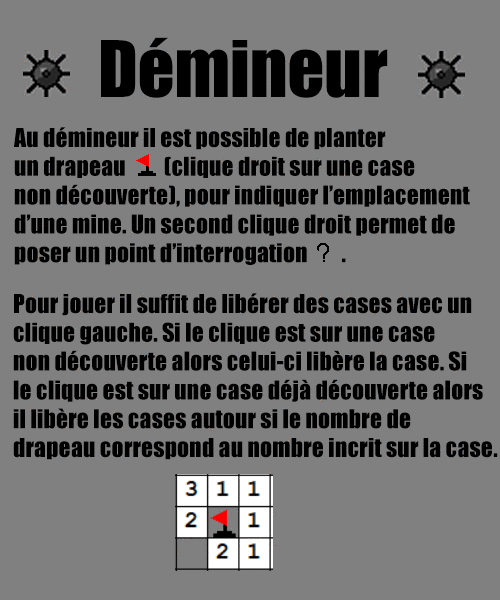 Démineur
Au démineur il est possible de planter
un drapeau (clique droit sur une case
non découverte), pour indiquer l'emplacement
d'une mine. Un second clique droit permet de
poser un point d'interrogation ? .
Pour jouer il suffit de libérer des cases avec un
clique gauche. Si le clique est sur une case
non découverte alors celui-ci libère la case. Si
le clique est sur une case déjà découverte alors
il libère les cases autour si le nombre de
drapeau correspond au nombre incrit sur la case.
3 1 1
2 1
2 1